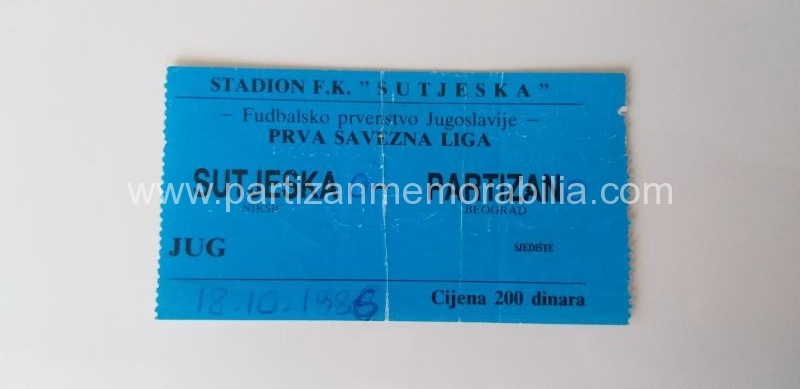 STADION F.K. "SUTJESKA"
– Fudbalsko prvenstvo Jugoslavije –
PRVA SAVEZNA LIGA
SUTJESKA PARTIZAN
NIKŠIĆ BEOGRAD
www.partizanmemorabilia.com
JUG SJEDIŠTE
18.10.1986 Cijena 200 dinara